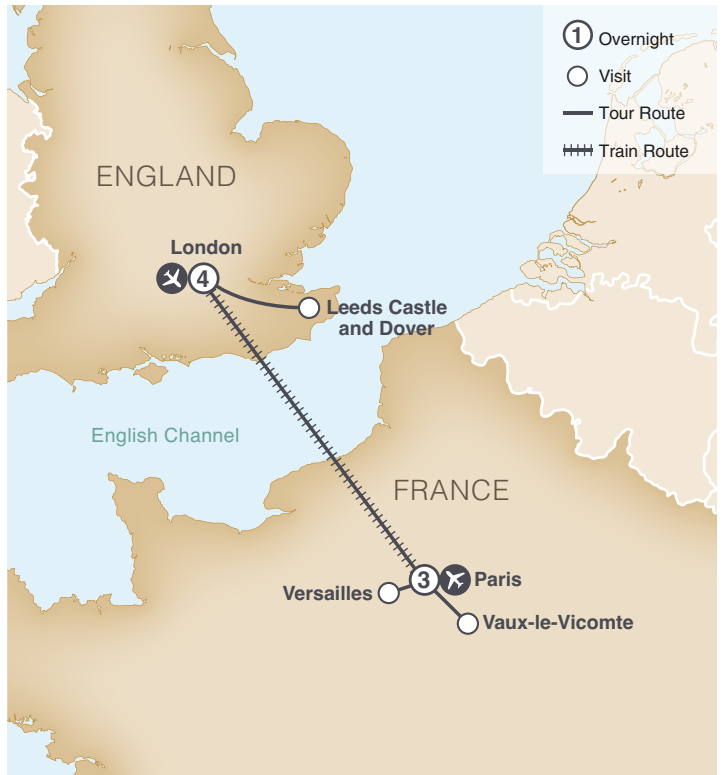 1 Overnight
Visit
Tour Route
Train Route
ENGLAND
London
4
Leeds Castle
and Dover
English Channel
FRANCE
3 Paris
Versailles
Vaux-le-Vicomte